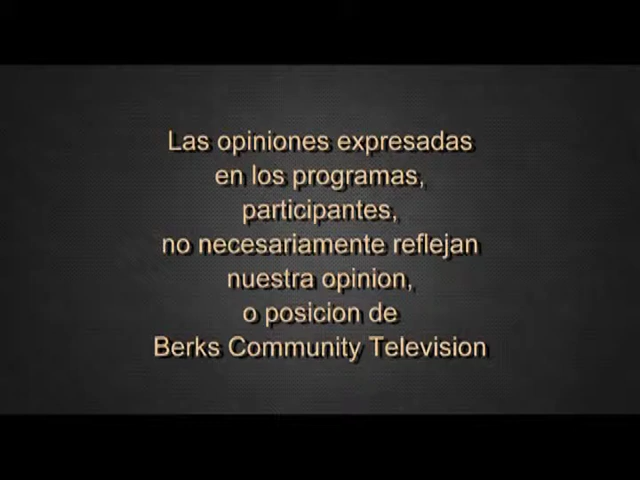 Las opiniones expresadas
en los programas,
participantes,
no necesariamente reflejan
nuestra opinion,
o posicion de
Berks Community Television